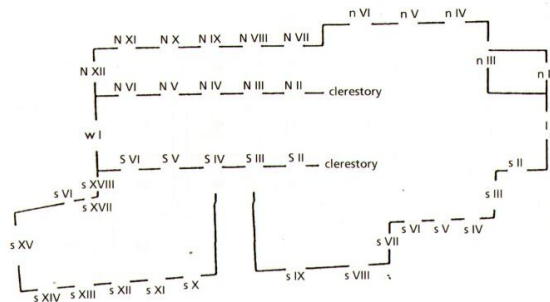 n VI n V n IV
N XI N X N IX N VIII N VII
n III
N XII n I
N VI N V N IV N III N II clerestory
w I I
S VI S V S IV S III S II clerestory
s II
s XVIII
s VI
s XVII s III
s VI s V s IV
s XV s VII
s IX s VIII
s XIV s XIII s XII s XI s X